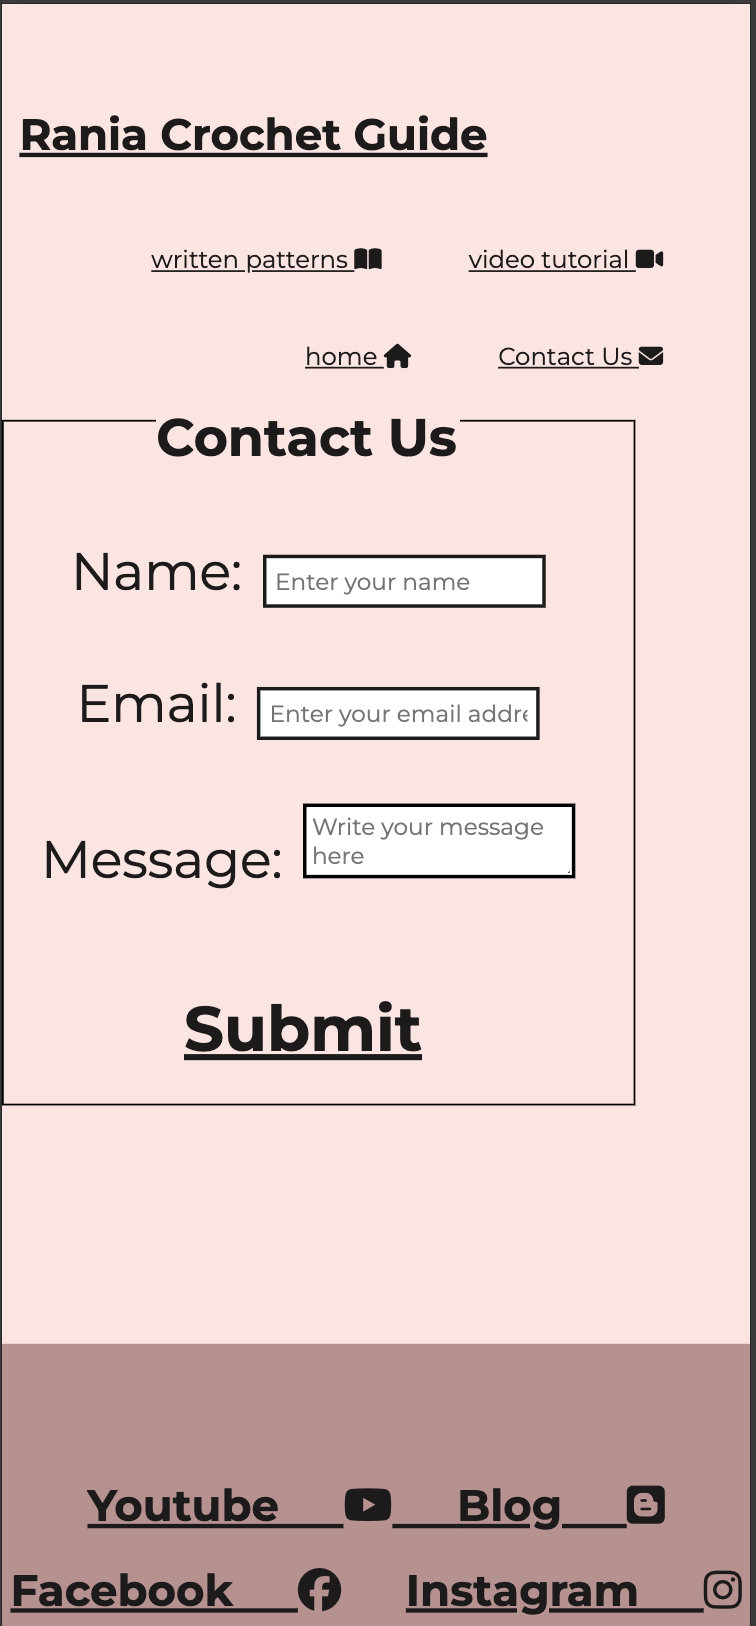 Rania Crochet Guide
written patterns video tutorial
home Contact Us
Contact Us
Name: Enter your name
Email: Enter your email addre
Message: Write your message
here
Submit
Youtube Blog
Facebook Instagram